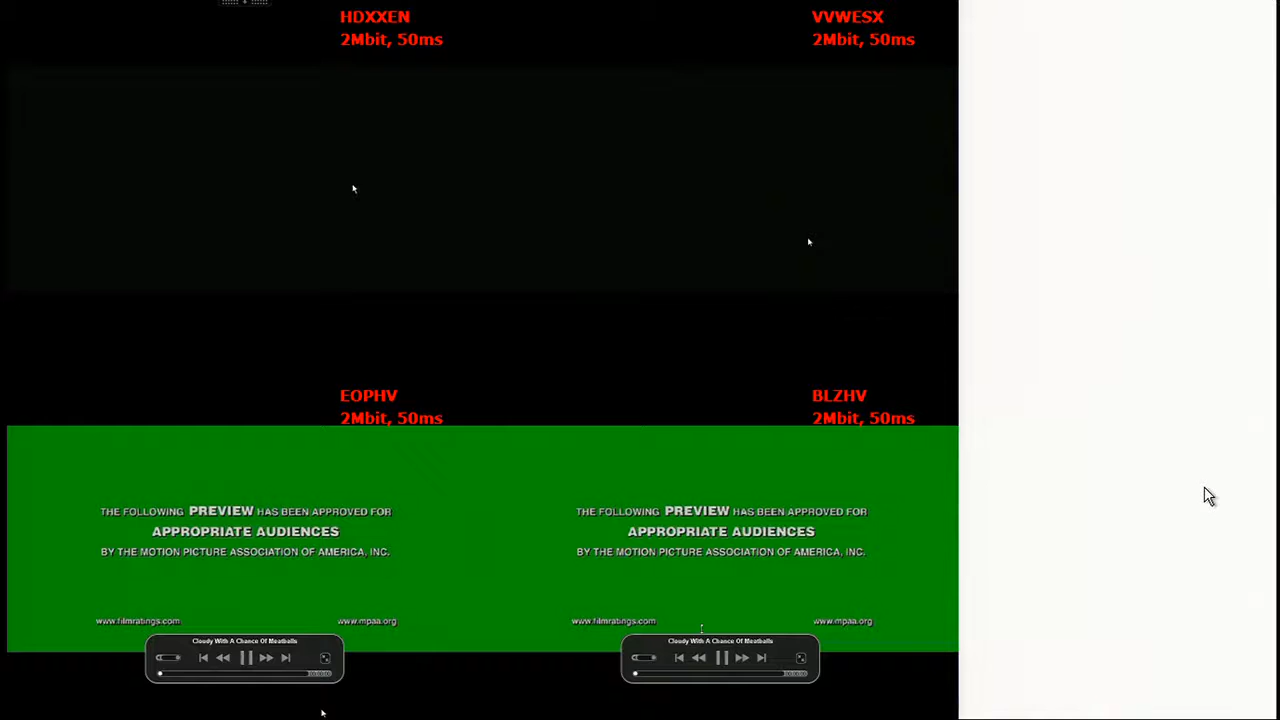 HDXXEN
2Mbit, 50ms
VVWESX
2Mbit, 50ms
EOPHV
2Mbit, 50ms
BLZHV
2Mbit, 50ms
THE FOLLOWING PREVIEW HAS BEEN APPROVED FOR
APPROPRIATE AUDIENCES
BY THE MOTION PICTURE ASSOCIATION OF AMERICA, INC.
www.filmratings.com
www.mpaa.org
Cloudy With A Chance Of Meatballs
THE FOLLOWING PREVIEW HAS BEEN APPROVED FOR
APPROPRIATE AUDIENCES
BY THE MOTION PICTURE ASSOCIATION OF AMERICA, INC.
www.filmratings.com
www.mpaa.org
Cloudy With A Chance Of Meatballs